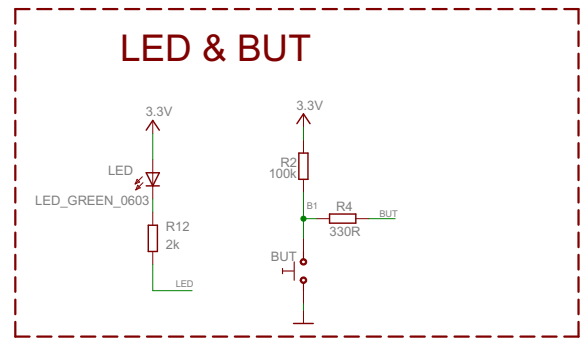 LED & BUT
3.3V
LED
LED_GREEN_0603
R12
2k
LED
3.3V
R2
100k
B1
R4
330R
BUT
BUT